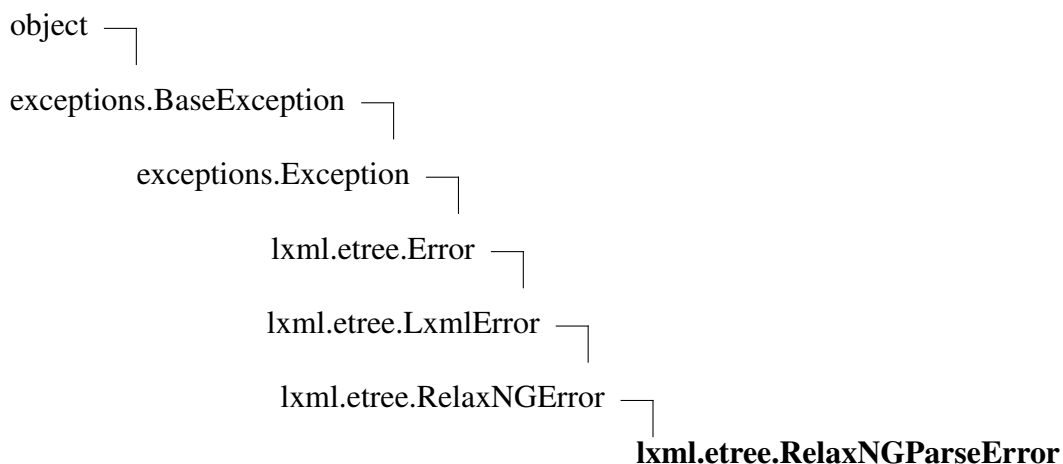 object
exceptions.BaseException
exceptions.Exception
lxml.etree.Error
lxml.etree.LxmlError
lxml.etree.RelaxNGError
lxml.etree.RelaxNGParseError